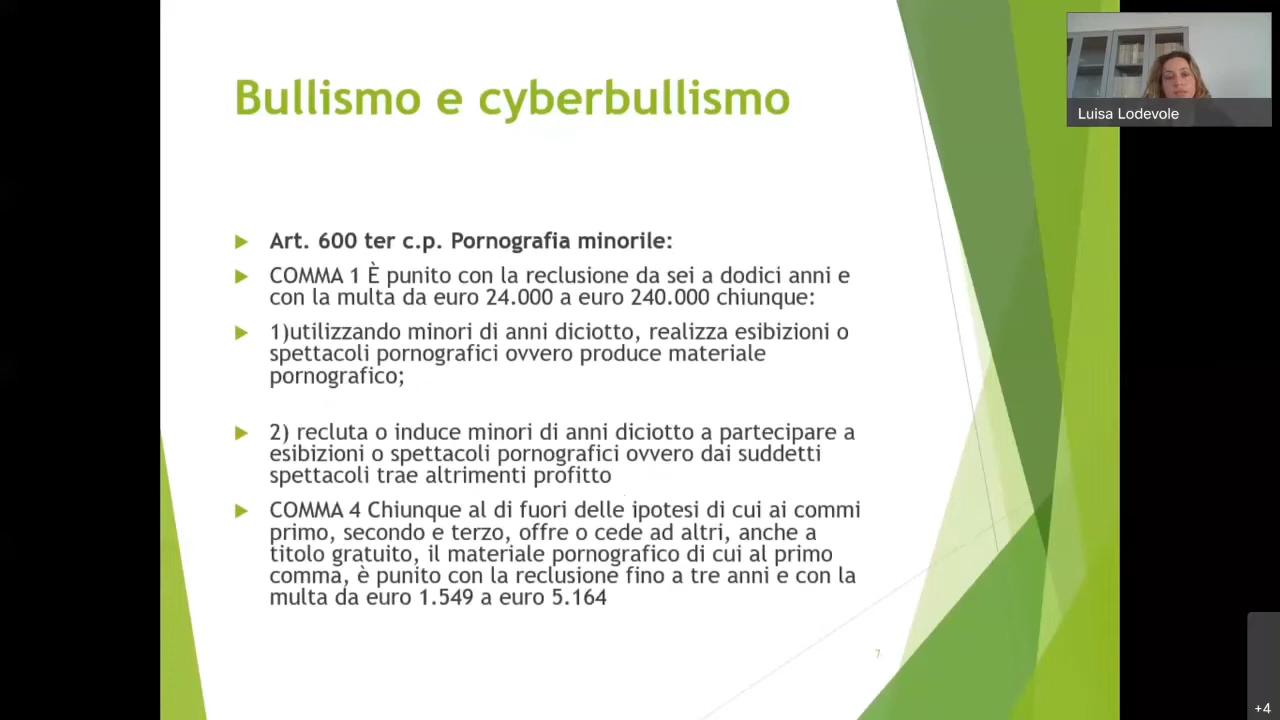 Bullismo e cyberbullismo
Luisa Lodevole
Art. 600 ter c.p. Pornografia minorile:
COMMA 1 È punito con la reclusione da sei a dodici anni e
con la multa da euro 24.000 a euro 240.000 chiunque:
1)utilizzando minori di anni diciotto, realizza esibizioni o
spettacoli pornografici ovvero produce materiale
pornografico;
2) recluta o induce minori di anni diciotto a partecipare a
esibizioni o spettacoli pornografici ovvero dai suddetti
spettacoli trae altrimenti profitto
COMMA 4 Chiunque al di fuori delle ipotesi di cui ai commi
primo, secondo e terzo, offre o cede ad altri, anche a
titolo gratuito, il materiale pornografico di cui al primo
comma, è punito con la reclusione fino a tre anni e con la
multa da euro 1.549 a euro 5.164
7
+4